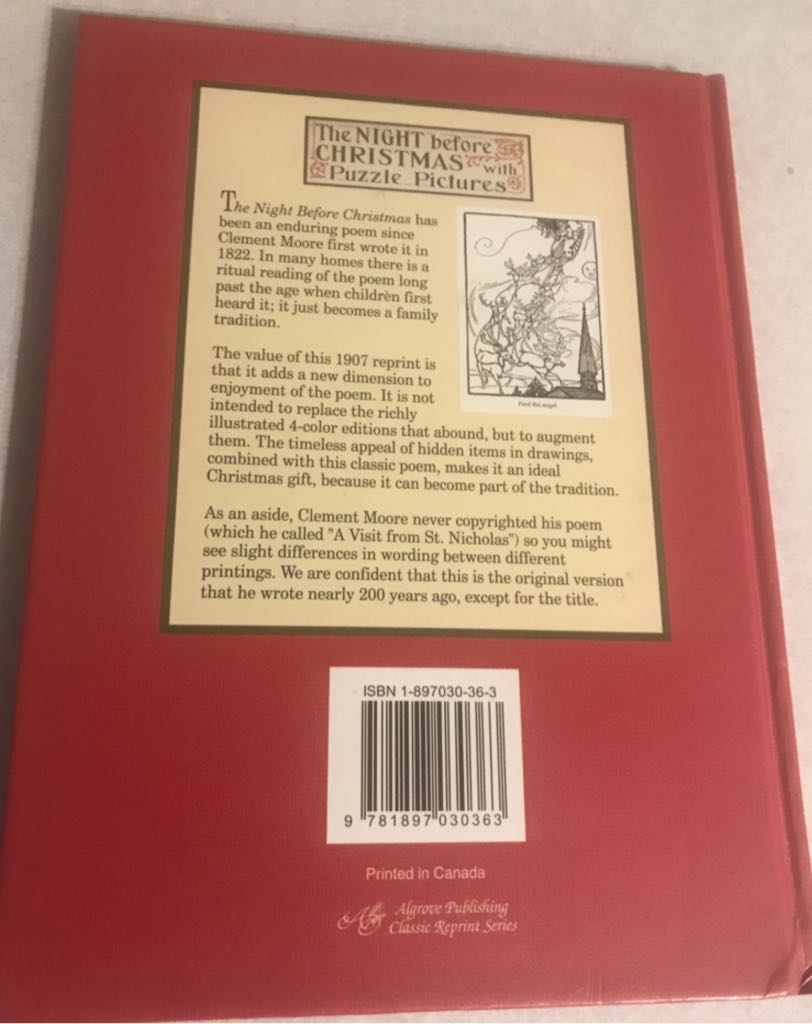 The NIGHT before
CHRISTMAS with
Puzzle Pictures
The Night Before Christmas has
been an enduring poem since
Clement Moore first wrote it in
1822. In many homes there is a
ritual reading of the poem long
past the age when children first
heard it; it just becomes a family
tradition.
Find the angel
The value of this 1907 reprint is
that it adds a new dimension to
enjoyment of the poem. It is not
intended to replace the richly
illustrated 4-color editions that abound, but to augment
them. The timeless appeal of hidden items in drawings,
combined with this classic poem, makes it an ideal
Christmas gift, because it can become part of the tradition.
As an aside, Clement Moore never copyrighted his poem
(which he called "A Visit from St. Nicholas") so you might
see slight differences in wording between different
printings. We are confident that this is the original version
that he wrote nearly 200 years ago, except for the title.
ISBN 1-897030-36-3
9 781897 030363
Printed in Canada
Algrove Publishing
Classic Reprint Series